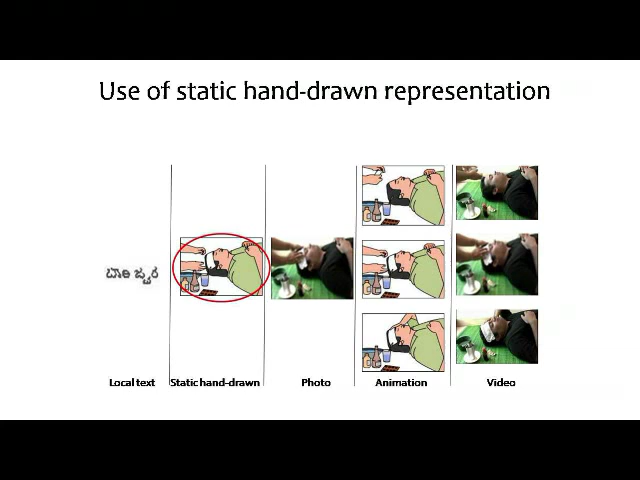 Use of static hand-drawn representation
ಬಾರಿ ಜ್ವರ
Local text
Static hand-drawn
Photo
Animation
Video